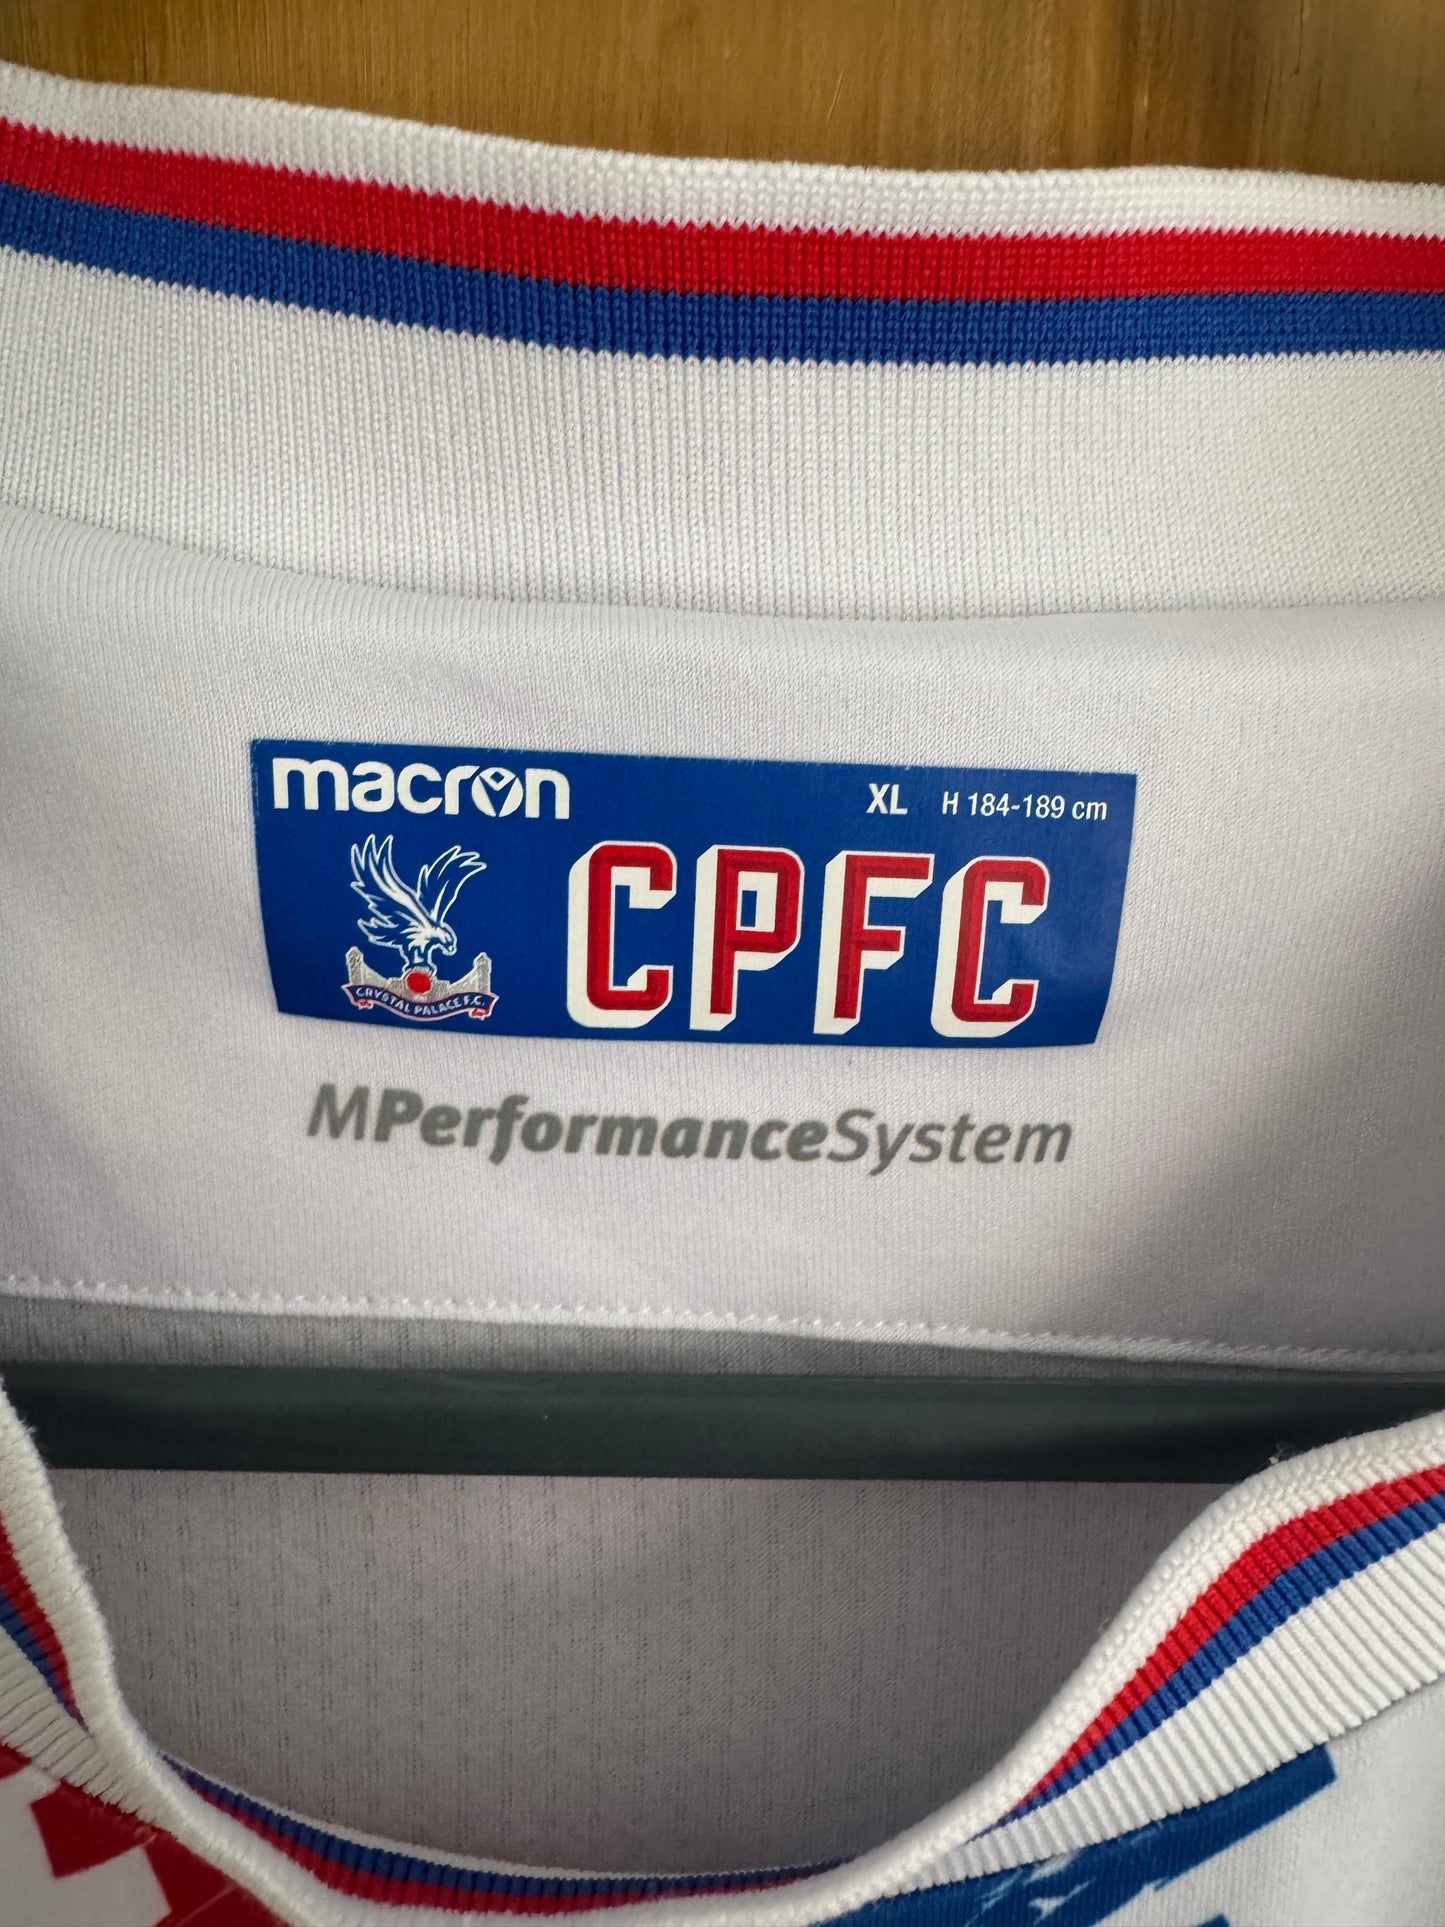 macron XL H 184-189 cm
CPFC
CRYSTAL PALACE F.C.
MPerformanceSystem